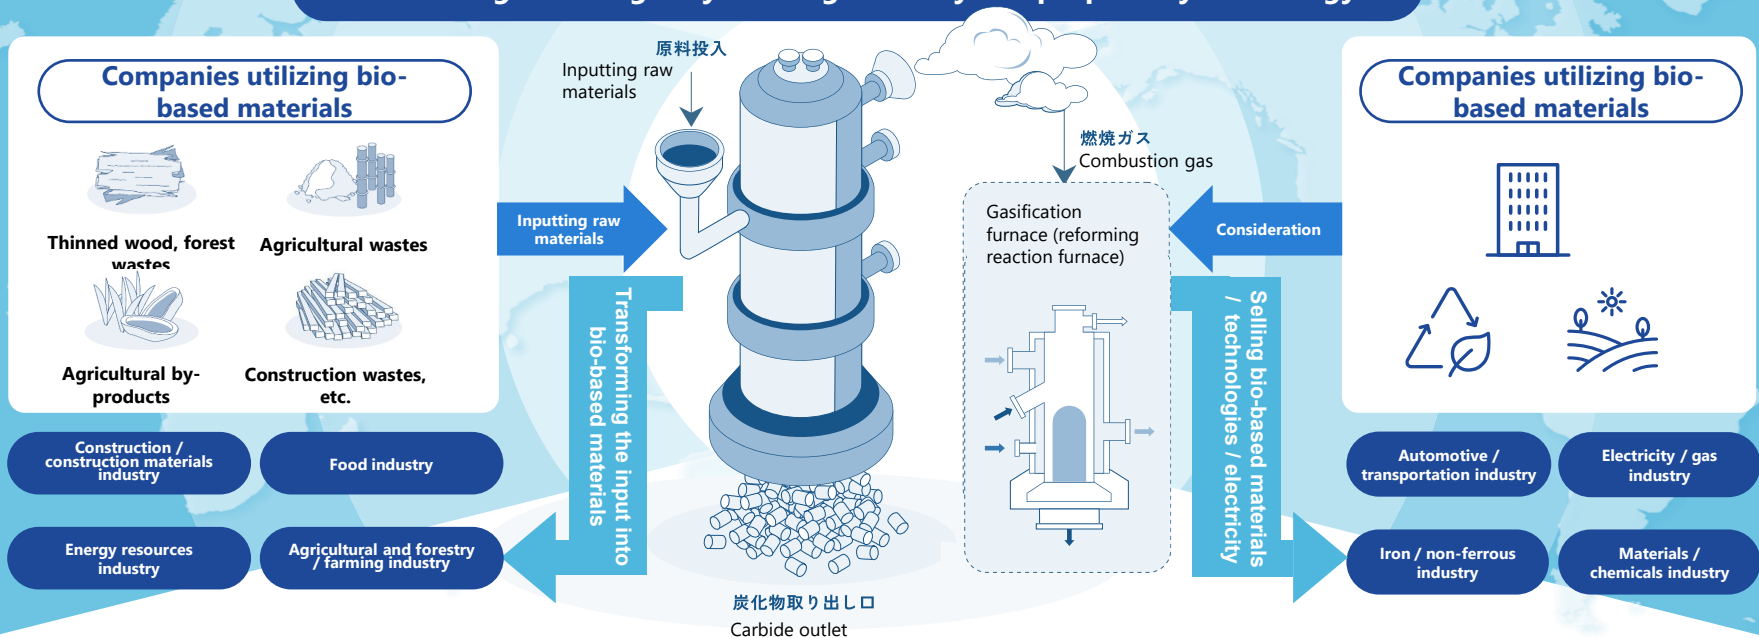 Companies utilizing bio-
based materials
Thinned wood, forest
wastes
Agricultural wastes
Agricultural by-
products
Construction wastes,
etc.
Construction /
construction materials
industry
Food industry
Energy resources
industry
Agricultural and forestry
/ farming industry
Inputting raw
materials
Transforming the input into
bio-based materials
原料投入
Inputting raw
materials
炭化物取り出し口
Carbide outlet
燃焼ガス
Combustion gas
Gasification
furnace (reforming
reaction furnace)
Consideration
Selling bio-based materials
/ technologies / electricity
Companies utilizing bio-
based materials
Automotive /
transportation industry
Electricity / gas
industry
Iron / non-ferrous
industry
Materials /
chemicals industry